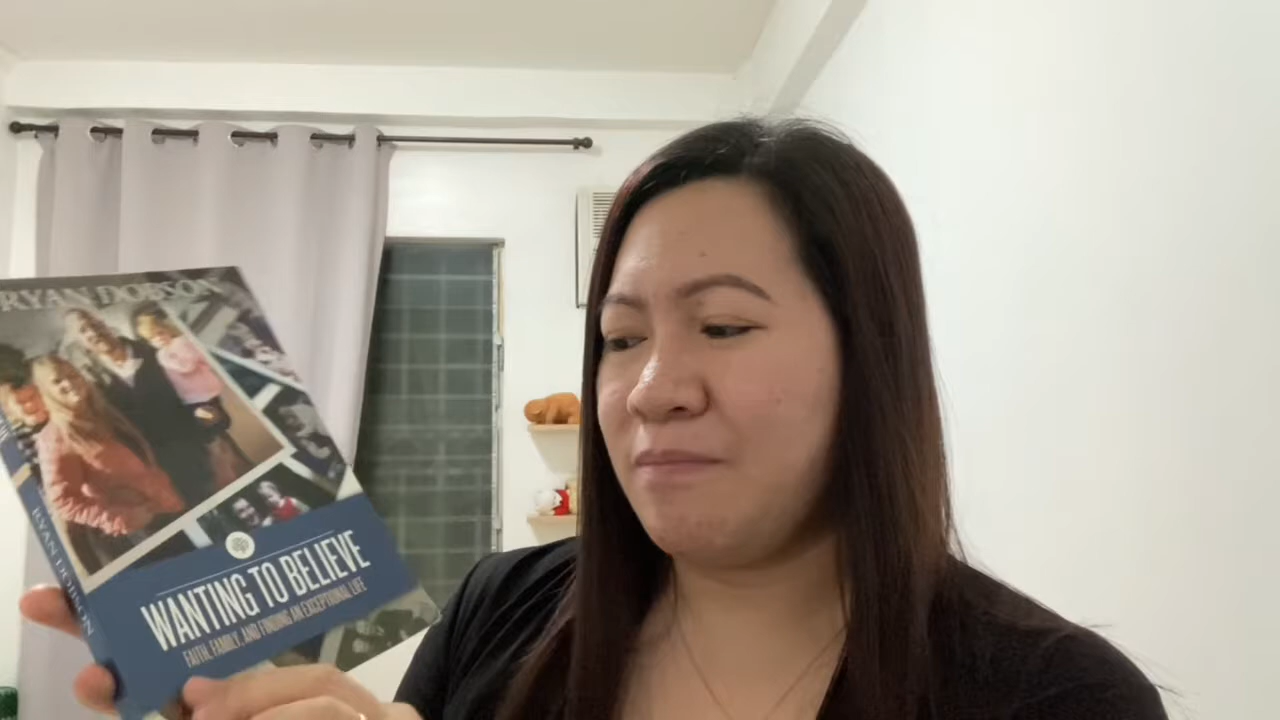 RYAN DOBSON
WANTING TO BELIEVE
FAITH, FAMILY, AND FINDING AN EXCEPTIONAL LIFE
RYAN DOBSON